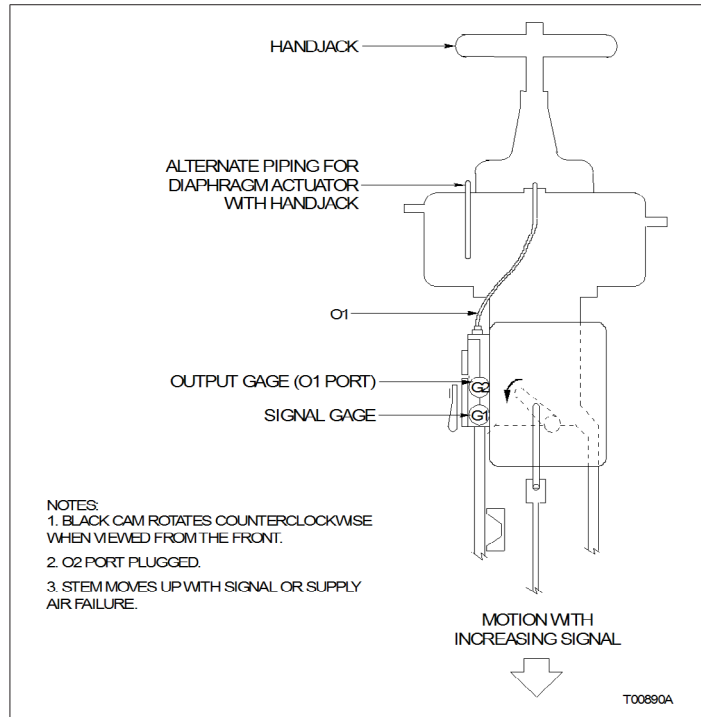 HANDJACK
ALTERNATE PIPING FOR
DIAPHRAGM ACTUATOR
WITH HANDJACK
O1
OUTPUT GAGE (O1 PORT)
G2
SIGNAL GAGE
G1
NOTES:
1. BLACK CAM ROTATES COUNTERCLOCKWISE
WHEN VIEWED FROM THE FRONT.
2. O2 PORT PLUGGED.
3. STEM MOVES UP WITH SIGNAL OR SUPPLY
AIR FAILURE.
MOTION WITH
INCREASING SIGNAL
T00890A